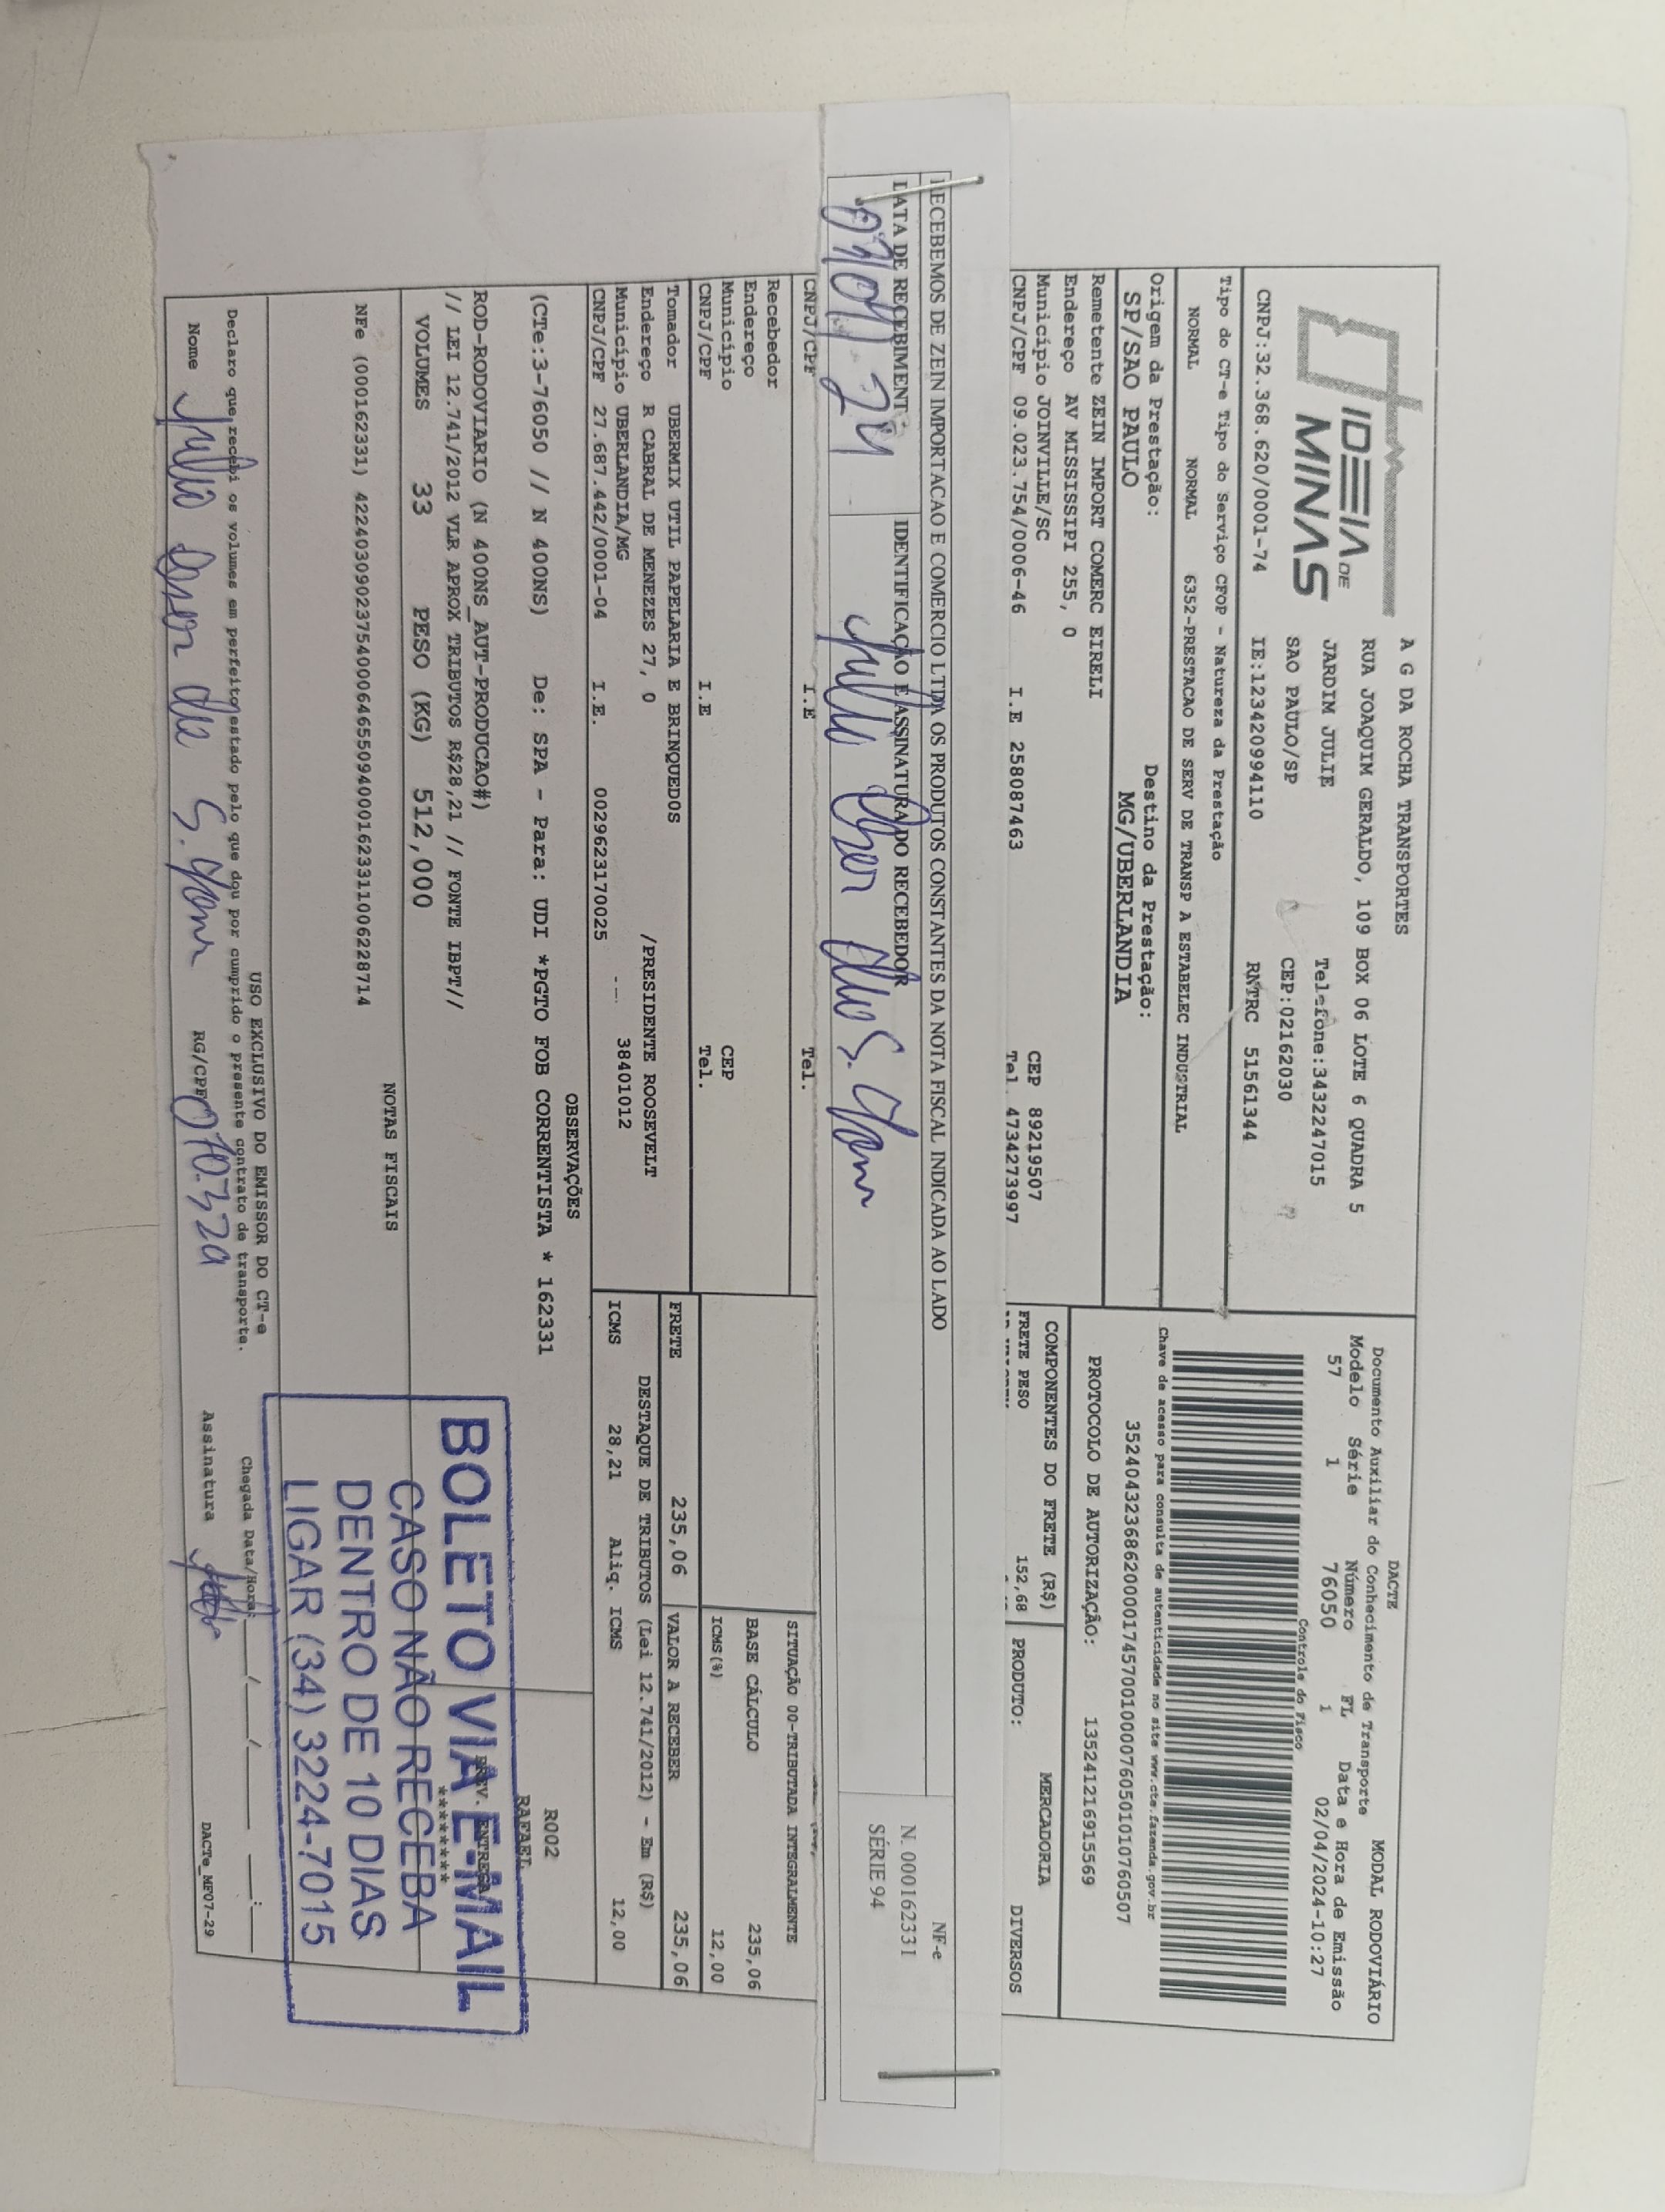 IDEIA DE
MINAS
A G DA ROCHA TRANSPORTES
RUA JOAQUIM GERALDO, 109 BOX 06 LOTE 6 QUADRA 5
JARDIM JULIE Telefone:3432247015
SAO PAULO/SP CEP:02162030
CNPJ:32.368.620/0001-74 IE:123420994110 RNTRC 51561344
Tipo do CT-e Tipo do Serviço CFOP - Natureza da Prestação
NORMAL NORMAL 6352-PRESTACAO DE SERV DE TRANSP A ESTABELEC INDUSTRIAL
Origem da Prestação: Destino da Prestação:
SP/SAO PAULO MG/UBERLANDIA
Remetente ZEIN IMPORT COMERC EIRELI
Endereço AV MISSISSIPI 255, 0
Município JOINVILLE/SC CEP 89219507
CNPJ/CPF 09.023.754/0006-46 I.E 258087463 Tel. 4734273997
DACTE MODAL RODOVIÁRIO
Documento Auxiliar do Conhecimento de Transporte
Modelo Série Número FL Data e Hora de Emissão
57 1 76050 1 02/04/2024-10:27
Controle do Fisco
Chave de acesso para consulta de autenticidade no site www.cte.fazenda.gov.br
35240432368620000174570010000760501010760507
PROTOCOLO DE AUTORIZAÇÃO: 135241216915569
COMPONENTES DO FRETE (R$) MERCADORIA
FRETE PESO 152,68 PRODUTO: DIVERSOS
RECEBEMOS DE ZEIN IMPORTACAO E COMERCIO LTDA OS PRODUTOS CONSTANTES DA NOTA FISCAL INDICADA AO LADO
DATA DE RECEBIMENTO IDENTIFICAÇÃO E ASSINATURA DO RECEBEDOR
NF-e
N. 000162331
SÉRIE 94
CNPJ/CPF I.E Tel.
Recebedor
Endereço
Município CEP
CNPJ/CPF I.E Tel.
Tomador UBERMIX UTIL PAPELARIA E BRINQUEDOS
Endereço R CABRAL DE MENEZES 27, 0 /PRESIDENTE ROOSEVELT
Município UBERLANDIA/MG 38401012
CNPJ/CPF 27.687.442/0001-04 I.E. 0029623170025
SITUAÇÃO 00-TRIBUTADA INTEGRALMENTE
BASE CÁLCULO 235,06
ICMS(%) 12,00
FRETE 235,06 VALOR A RECEBER 235,06
DESTAQUE DE TRIBUTOS (Lei 12.741/2012) - Em (R$)
ICMS 28,21 Aliq. ICMS 12,00
OBSERVAÇÕES
(CTe:3-76050 // N 400NS) De: SPA - Para: UDI *PGTO FOB CORRENTISTA * 162331
R002
RAFAEL
ROD-RODOVIARIO (N 400NS_AUT-PRODUCAO#)
// LEI 12.741/2012 VLR APROX TRIBUTOS R$28,21 // FONTE IBPT//
PREV. ENTREGA
********
VOLUMES 33 PESO (KG) 512,000
NOTAS FISCAIS
NFe (000162331) 42240309023754000646550940001623311006228714
BOLETO VIA E-MAIL
CASO NÃO RECEBA
DENTRO DE 10 DIAS
LIGAR (34) 3224-7015
USO EXCLUSIVO DO EMISSOR DO CT-e
Declaro que recebi os volumes em perfeito estado pelo que dou por cumprido o presente contrato de transporte.
Chegada Data/Hora: ___/___/___ ___:___
Nome RG/CPF Assinatura
DACTe_MF07-29